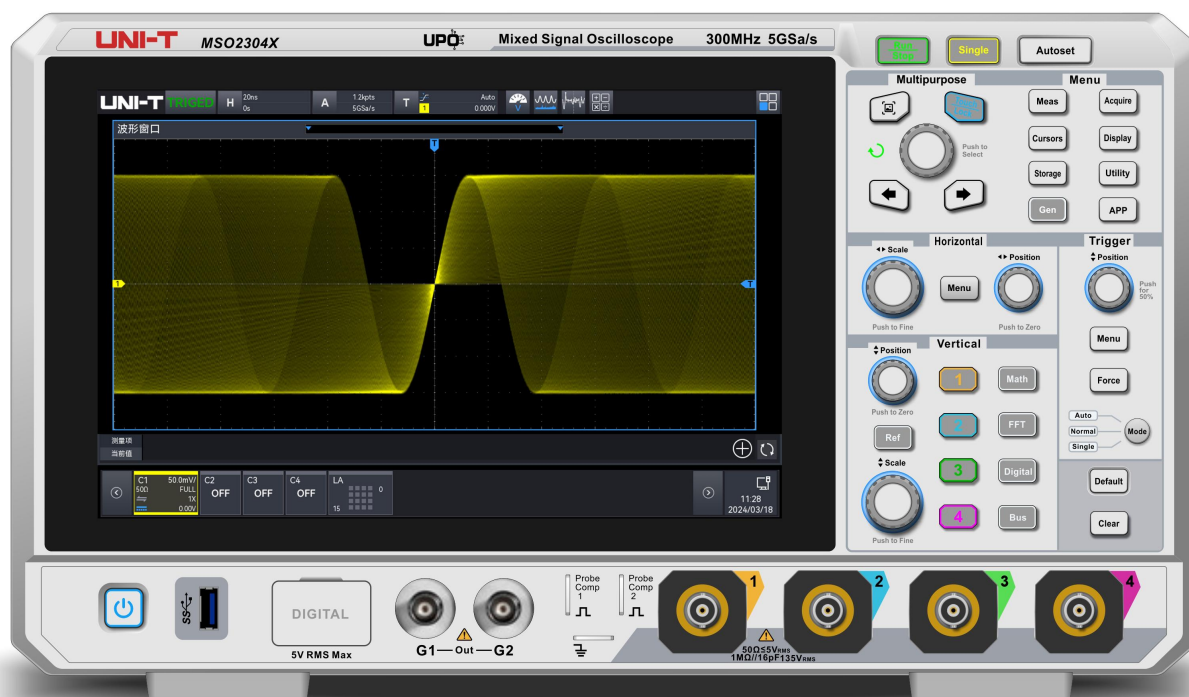 UNI-T MSO2304X UPO Mixed Signal Oscilloscope 300MHz 5GSa/s
Run
Stop
Single
Autoset
UNI-T TRIGED H 20ns 0s A 1.2kpts 5GSa/s T 1 Auto 0.000V V
波形窗口
T
1
T
测量项
当前值
C1 50.0mV/
50Ω FULL
1X
0.00V
C2
OFF
C3
OFF
C4
OFF
LA
0
15
11:28
2024/03/18
Multipurpose
Push to
Select
Menu
Meas
Acquire
Cursors
Display
Storage
Utility
Gen
APP
Horizontal
Scale
Position
Menu
Push to Fine
Push to Zero
Trigger
Position
Push
for
50%
Menu
Force
Auto
Normal
Single
Mode
Vertical
Position
Push to Zero
1
Math
Ref
2
FFT
Scale
3
Digital
4
Bus
Push to Fine
Default
Clear
DIGITAL
5V RMS Max
G1—Out—G2
Probe
Comp
1
Probe
Comp
2
1
2
3
4
50Ω≤5VRMS
1MΩ//16pF135VRMS